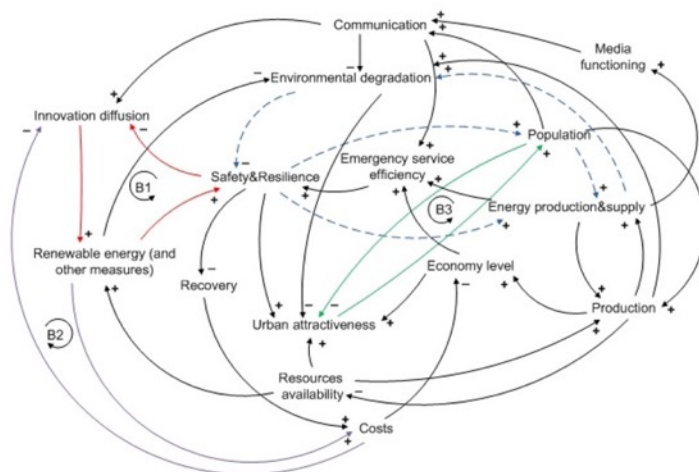 Communication
Media
functioning
Environmental degradation
Innovation diffusion
Population
Emergency service
efficiency
Safety&Resilience
B1
B3
Energy production&supply
Renewable energy (and
other measures)
Economy level
Recovery
Production
Urban attractiveness
B2
Resources
availability
Costs